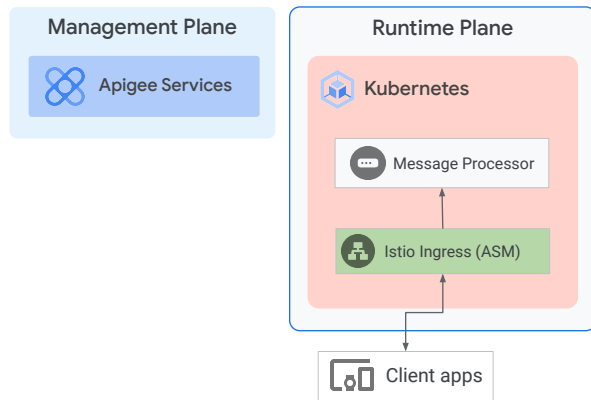 Management Plane
Apigee Services
Runtime Plane
Kubernetes
Message Processor
Istio Ingress (ASM)
Client apps